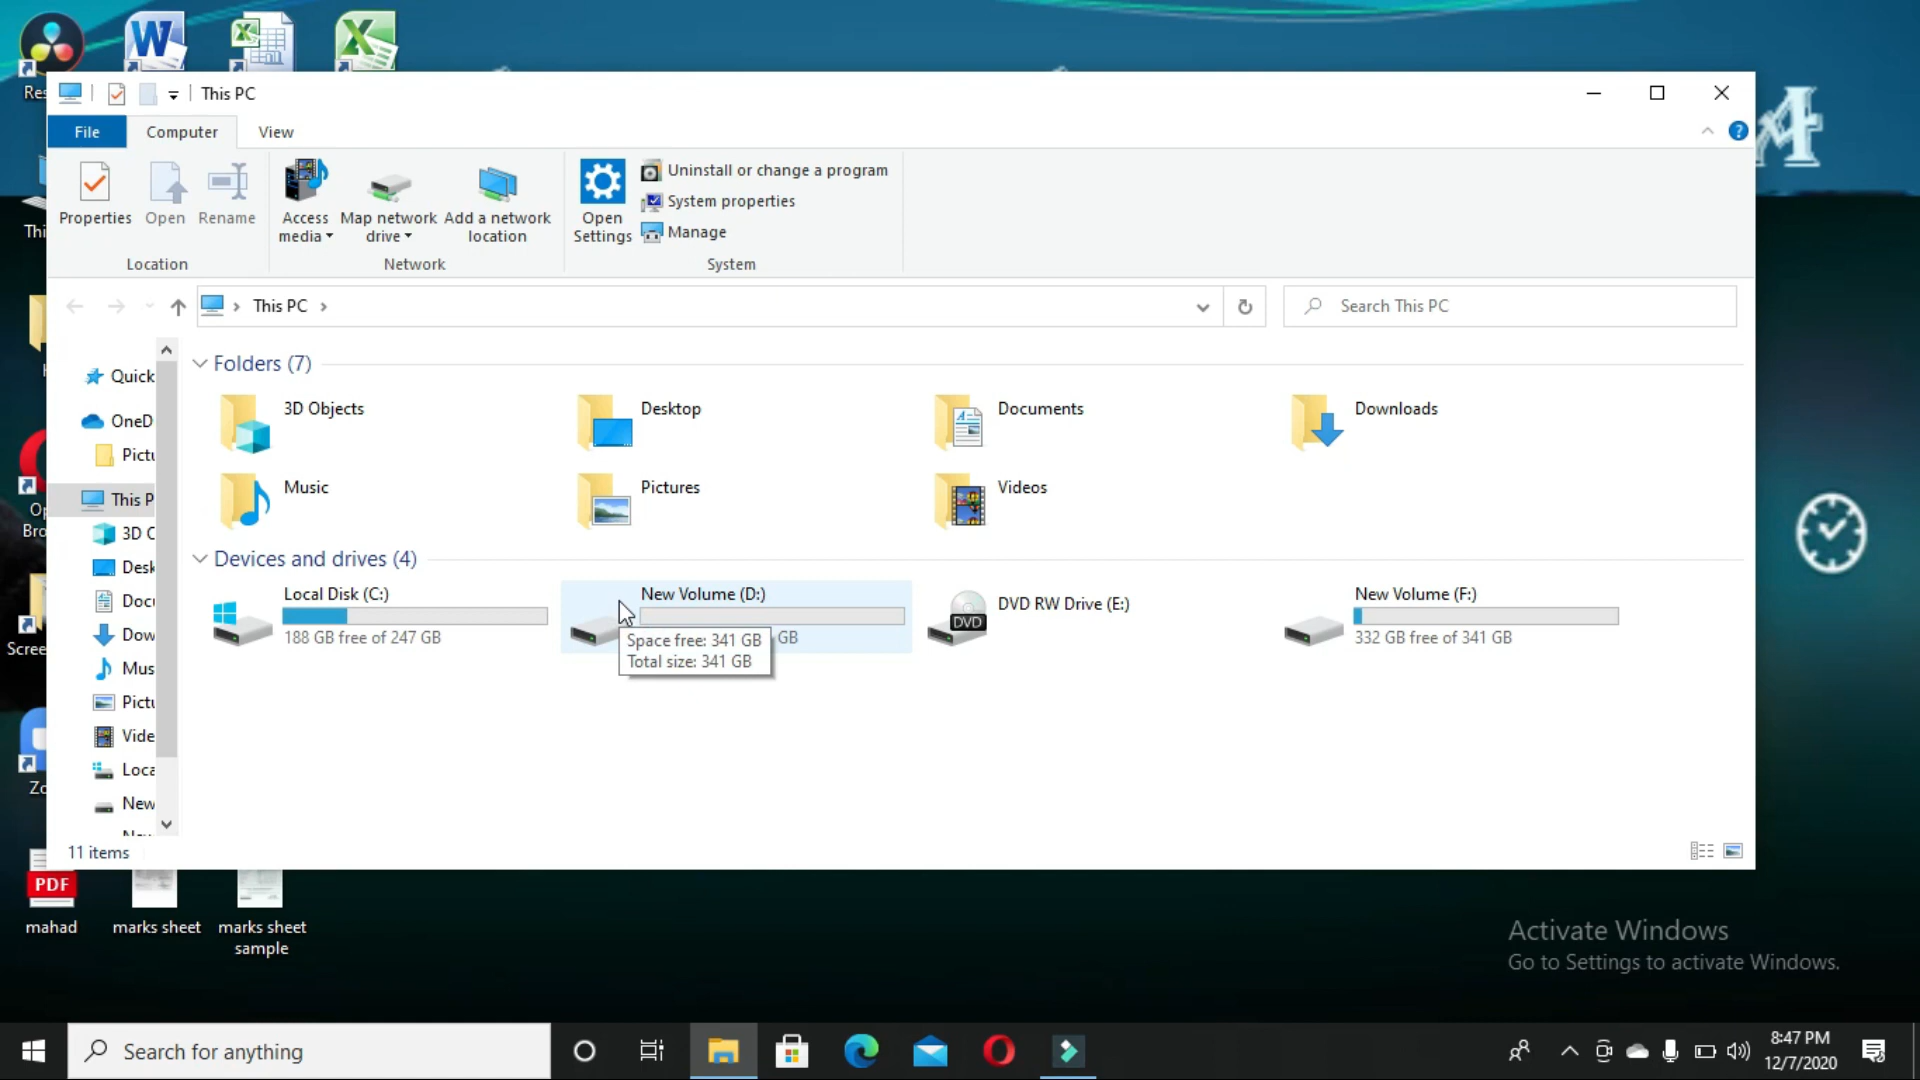 Res
This PC
File
Computer
View
Properties
Open
Rename
Access media
Map network drive
Add a network location
Open Settings
Uninstall or change a program
System properties
Manage
Location
Network
System
This PC
Search This PC
Quick
OneD
Pictu
This P
3D O
Desk
Docu
Dow
Mus
Pictu
Vide
Loca
New
Folders (7)
3D Objects
Desktop
Documents
Downloads
Music
Pictures
Videos
Devices and drives (4)
Local Disk (C:)
188 GB free of 247 GB
New Volume (D:)
GB
Space free: 341 GB
Total size: 341 GB
DVD RW Drive (E:)
DVD
New Volume (F:)
332 GB free of 341 GB
11 items
Thi
Op
Bro
Scree
Zo
PDF
mahad
marks sheet
marks sheet
sample
Activate Windows
Go to Settings to activate Windows.
Search for anything
8:47 PM
12/7/2020